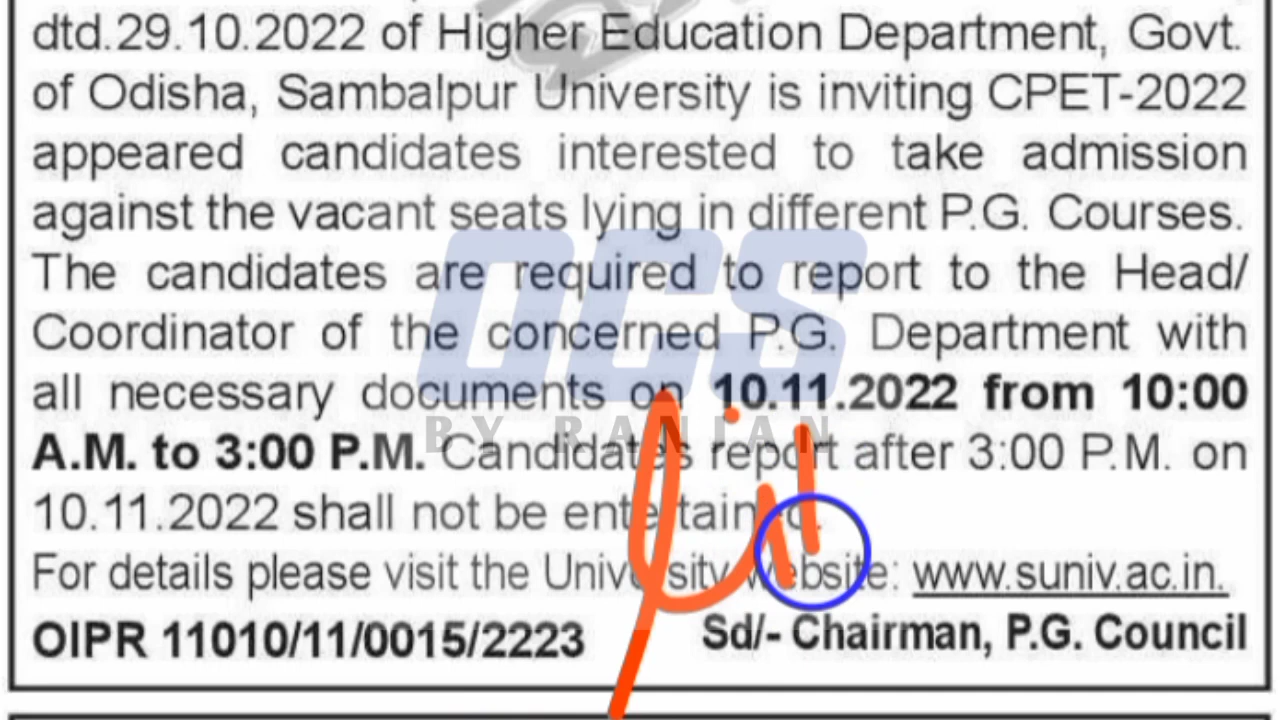 dtd.29.10.2022 of Higher Education Department, Govt.
of Odisha, Sambalpur University is inviting CPET-2022
appeared candidates interested to take admission
against the vacant seats lying in different P.G. Courses.
The candidates are required to report to the Head/
Coordinator of the concerned P.G. Department with
all necessary documents on 10.11.2022 from 10:00
A.M. to 3:00 P.M. Candidates report after 3:00 P.M. on
10.11.2022 shall not be entertained.
For details please visit the University website: www.suniv.ac.in.
OIPR 11010/11/0015/2223 Sd/- Chairman, P.G. Council
OGS
BY RANJAN